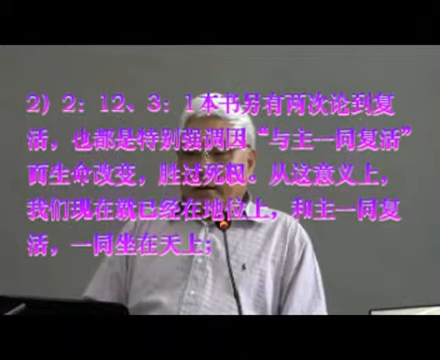 2）2：12、3：1本书另有两次论到复
活，也都是特别强调因“与主一同复活”
而生命改变，胜过死权。从这意义上，
我们现在就已经在地位上，和主一同复
活，一同坐在天上；